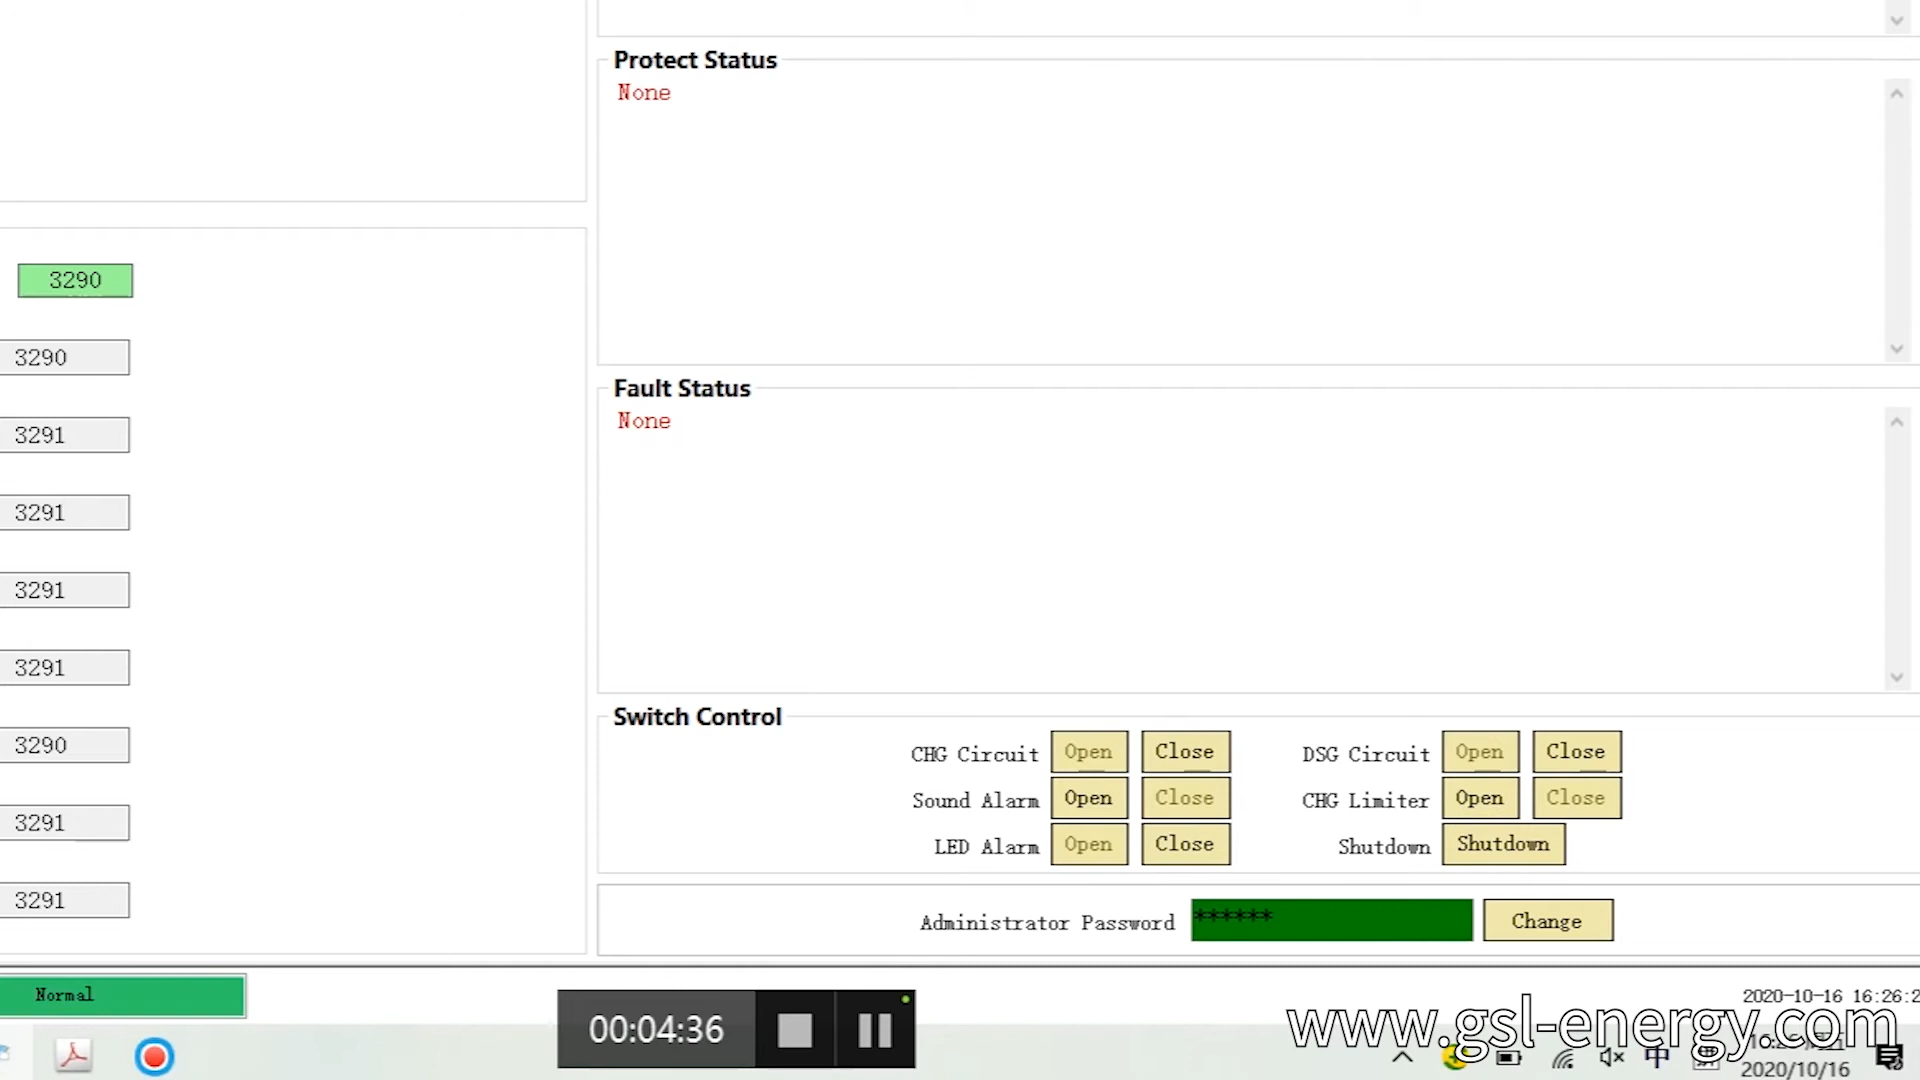 Protect Status
None
3290
3290
3291
3291
3291
3291
3290
3291
3291
Fault Status
None
Switch Control
CHG Circuit Open Close DSG Circuit Open Close
Sound Alarm Open Close CHG Limiter Open Close
LED Alarm Open Close Shutdown Shutdown
Administrator Password ****** Change
Normal
2020-10-16 16:26:2
00:04:36
www.gsl-energy.com
中
2020/10/16